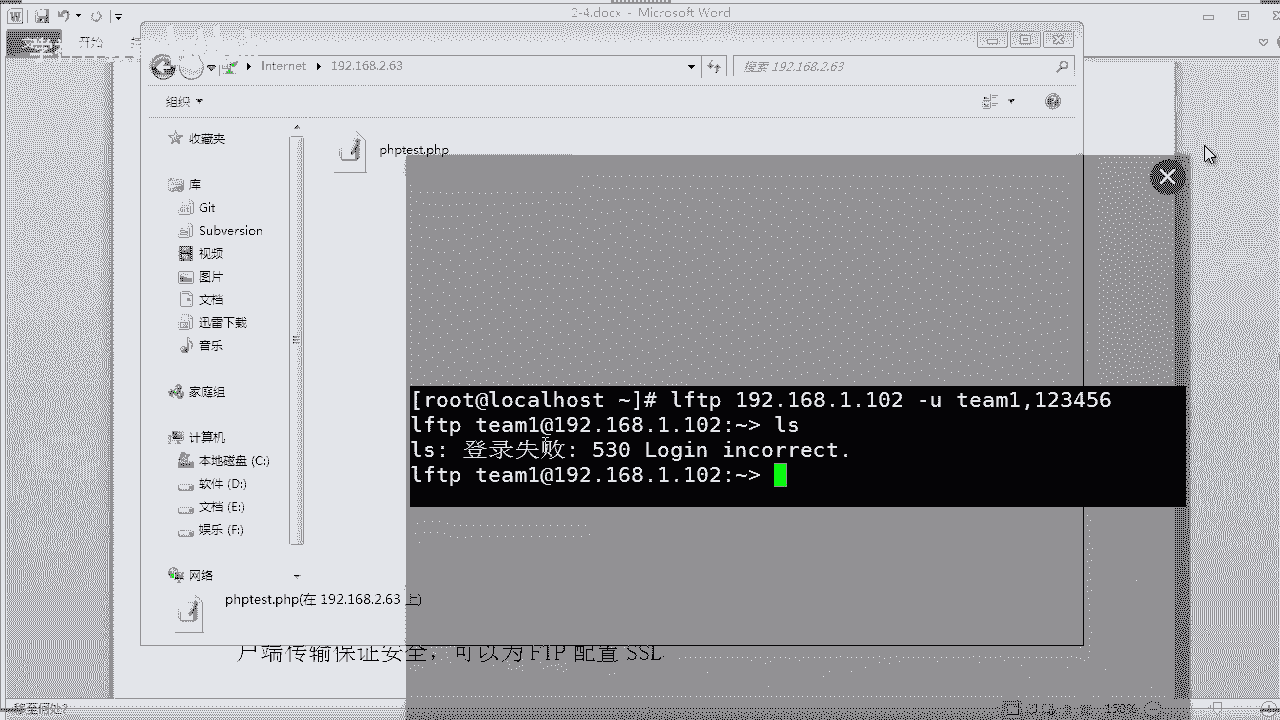 2-4.docx - Microsoft Word
开始
Internet
192.168.2.63
搜索 192.168.2.63
组织
收藏夹
phptest.php
库
Git
Subversion
视频
图片
文档
迅雷下载
音乐
家庭组
计算机
本地磁盘 (C:)
软件 (D:)
文档 (E:)
娱乐 (F:)
网络
[root@localhost ~]# lftp 192.168.1.102 -u team1,123456
lftp team1@192.168.1.102:~> ls
ls: 登录失败: 530 Login incorrect.
lftp team1@192.168.1.102:~>
phptest.php(在 192.168.2.63 上)
户端传输保证安全，可以为 FTP 配置 SSL